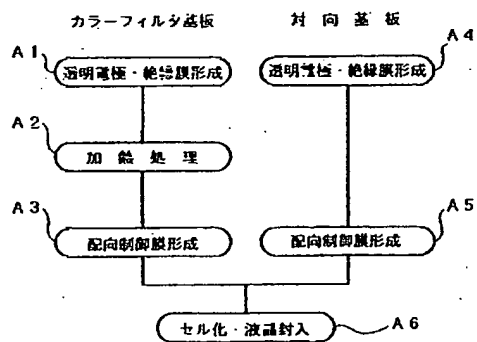 カラーフィルタ基板
対向基板
A1
透明電極・絶縁膜形成
A4
透明電極・絶縁膜形成
A2
加齢処理
A3
配向制御膜形成
A5
配向制御膜形成
セル化・液晶封入
A6